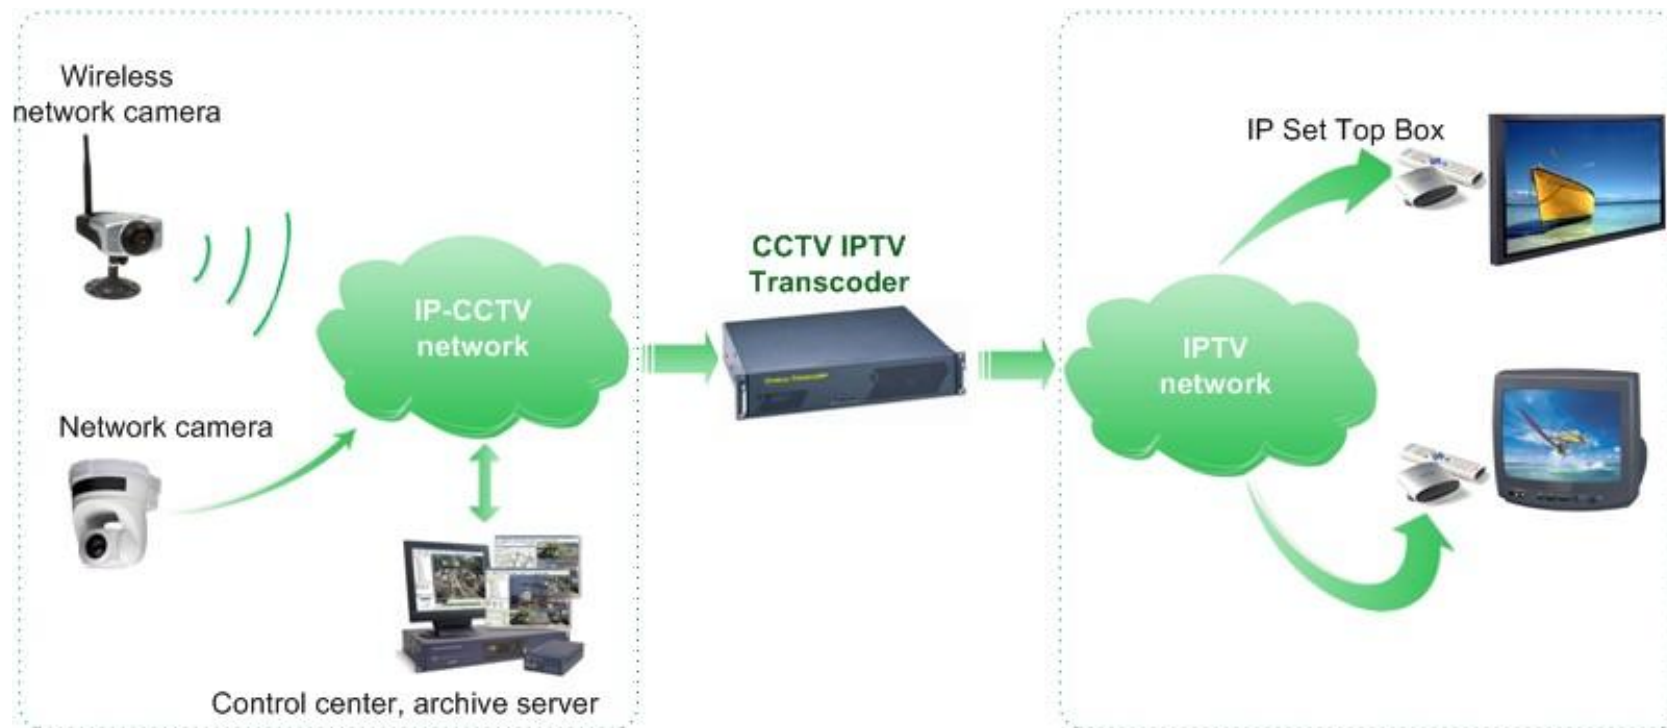 Wireless
network camera
IP-CCTV
network
Network camera
Control center, archive server
CCTV IPTV
Transcoder
IPTV
network
IP Set Top Box